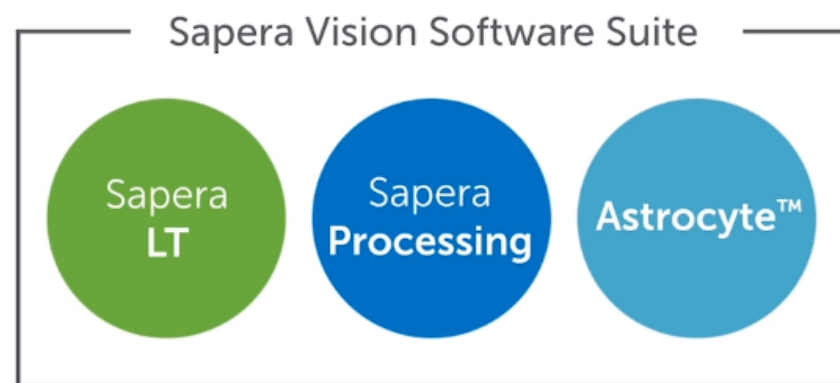 Sapera Vision Software Suite
Sapera
LT
Sapera
Processing
Astrocyte™